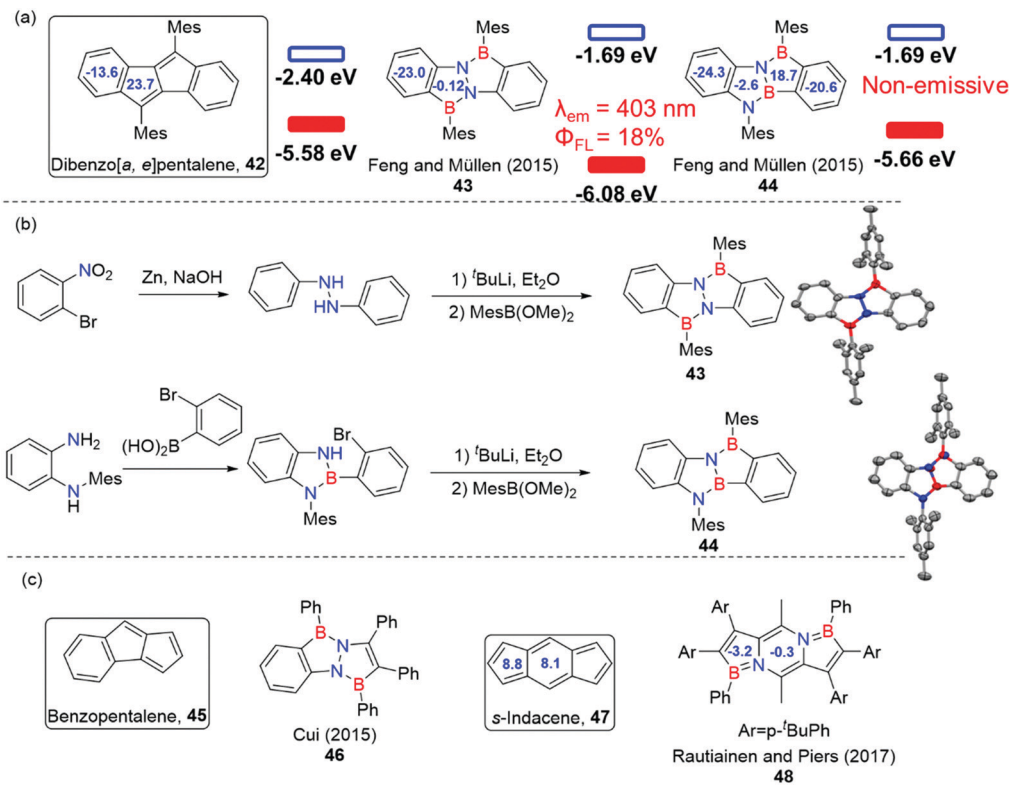 (a)
Mes
-13.6
23.7
Mes
Dibenzo[a, e]pentalene, 42
-2.40 eV
-5.58 eV
Mes
B
-23.0
N
-0.12
N
B
Mes
Feng and Müllen (2015)
43
-1.69 eV
λem = 403 nm
ΦFL = 18%
-6.08 eV
Mes
B
-24.3
N
18.7
-2.6
B
-20.6
N
Mes
Feng and Müllen (2015)
44
-1.69 eV
Non-emissive
-5.66 eV
(b)
NO2
Br
Zn, NaOH
NH
HN
1) tBuLi, Et2O
2) MesB(OMe)2
Mes
B
N
N
B
Mes
43
NH2
N
H
Mes
Br
(HO)2B
Br
NH
B
N
Mes
1) tBuLi, Et2O
2) MesB(OMe)2
Mes
B
N
B
N
Mes
44
(c)
Benzopentalene, 45
Ph
B
Ph
N
N
Ph
B
Ph
Cui (2015)
46
8.8
8.1
s-Indacene, 47
Ar
Ph
B
N
Ar
-3.2
-0.3
Ar
N
B
Ph
Ar
Ar=p-tBuPh
Rautiainen and Piers (2017)
48